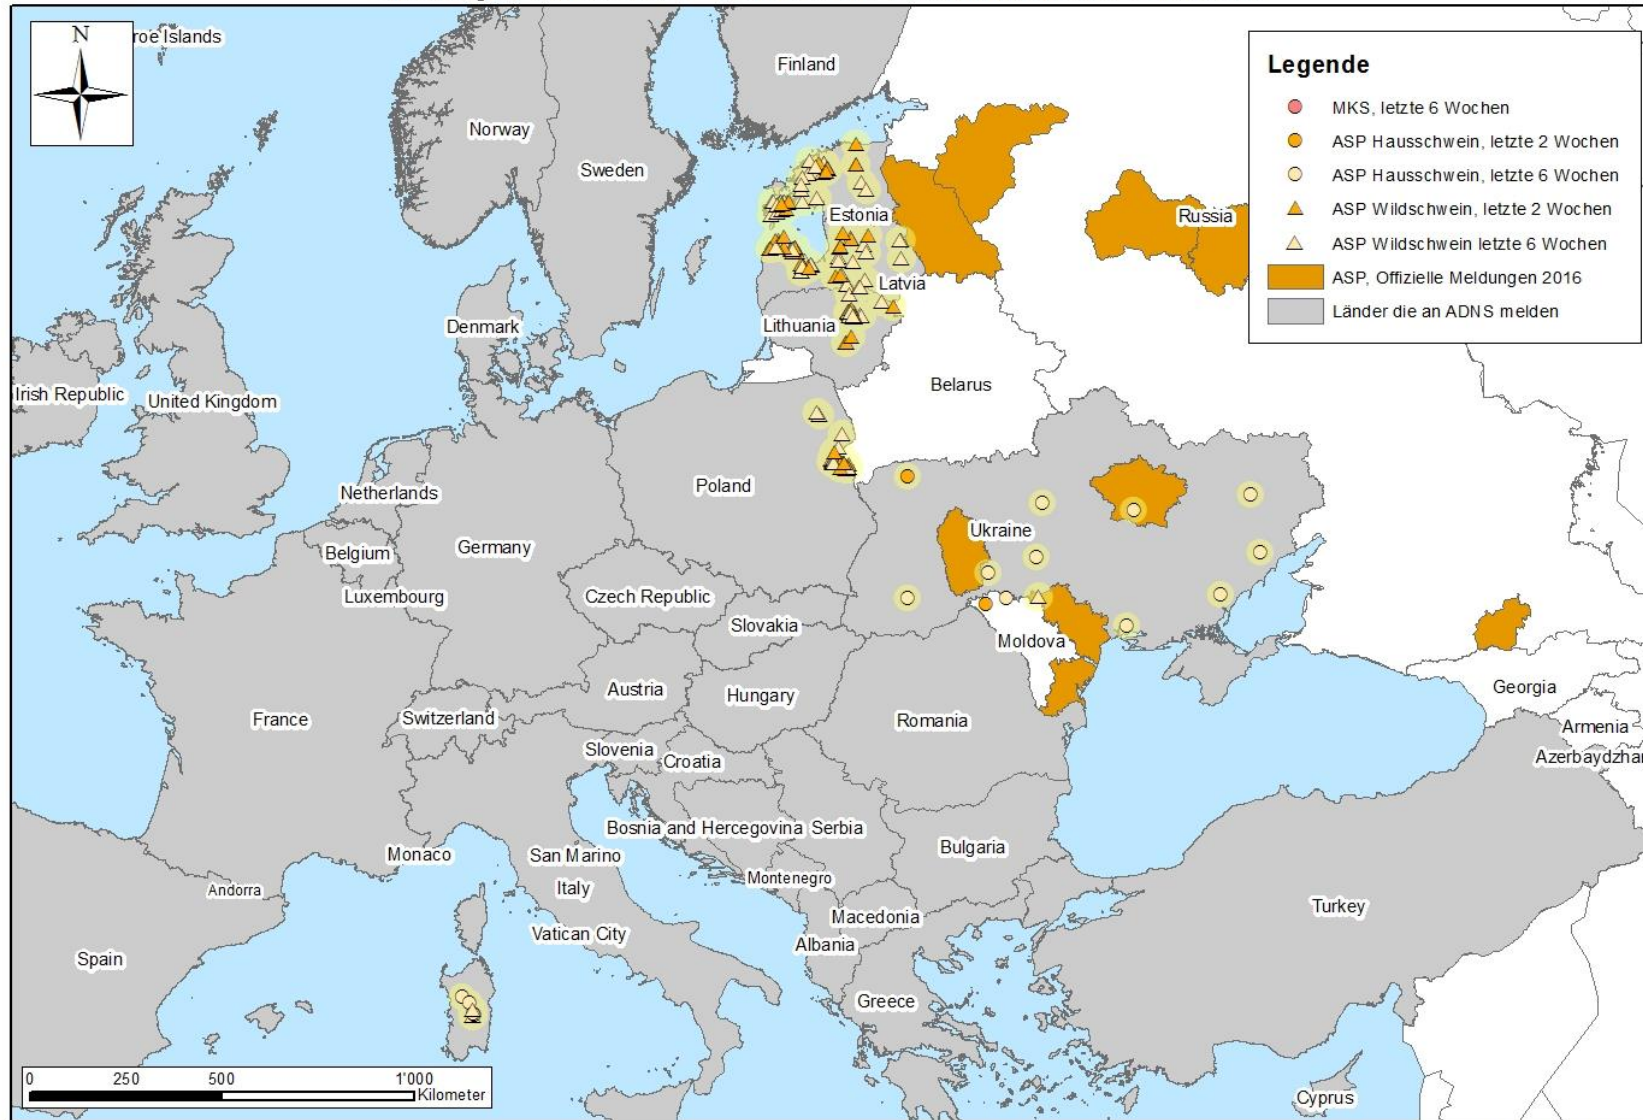 N
roe Islands
Finland
Norway
Sweden
Legende
MKS, letzte 6 Wochen
ASP Hausschwein, letzte 2 Wochen
ASP Hausschwein, letzte 6 Wochen
ASP Wildschwein, letzte 2 Wochen
ASP Wildschwein letzte 6 Wochen
ASP, Offizielle Meldungen 2016
Länder die an ADNS melden
Estonia
Russia
Latvia
Denmark
Lithuania
Irish Republic
United Kingdom
Belarus
Netherlands
Poland
Ukraine
Belgium
Germany
Luxembourg
Czech Republic
Slovakia
Moldova
Austria
Hungary
Switzerland
France
Romania
Georgia
Armenia
Azerbaydzhan
Slovenia
Croatia
Bosnia and Hercegovina
Serbia
Bulgaria
Monaco
San Marino
Montenegro
Andorra
Italy
Macedonia
Turkey
Vatican City
Albania
Spain
Greece
Cyprus
0 250 500 1'000
Kilometer